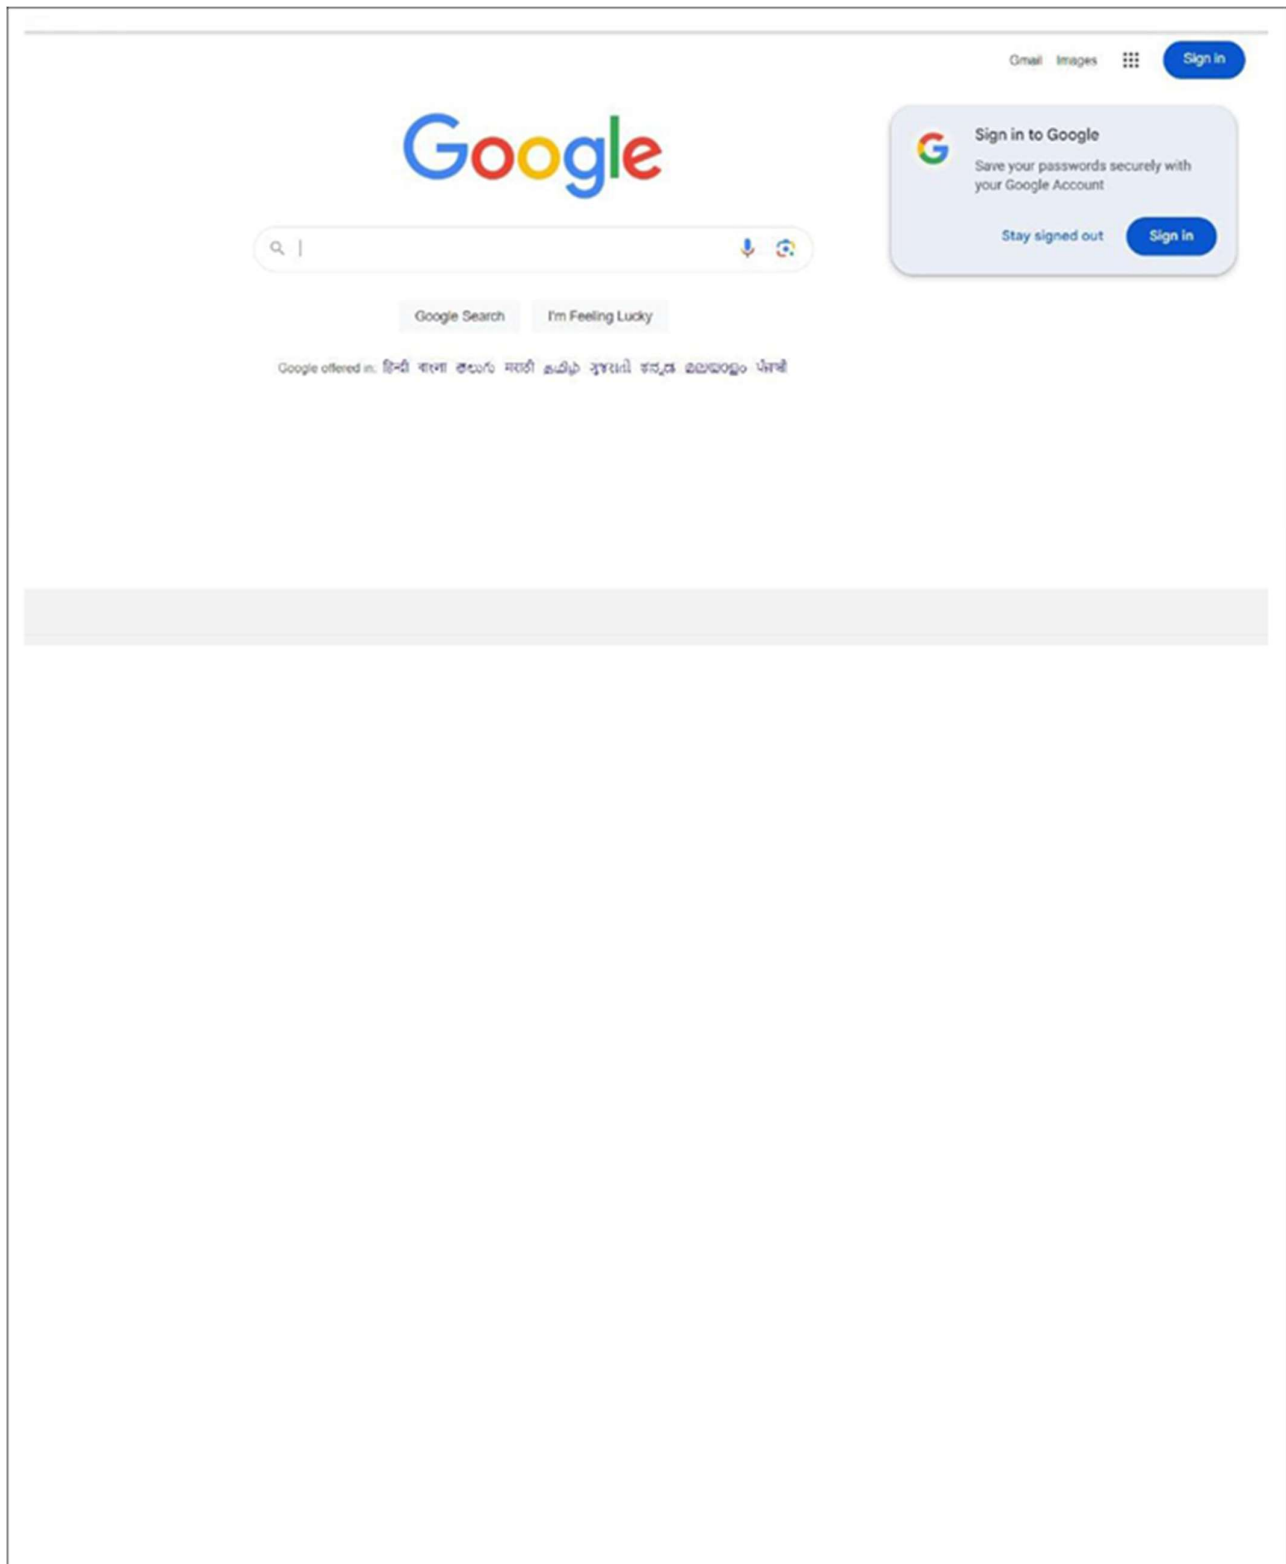 Gmail Images Sign in
Google
Sign in to Google
Save your passwords securely with
your Google Account
Stay signed out Sign in
Google Search I'm Feeling Lucky
Google offered in: हिन्दी বাংলা తెలుగు मराठी தமிழ் ગુજરાતી ಕನ್ನಡ മലയാളം ਪੰਜਾਬੀ